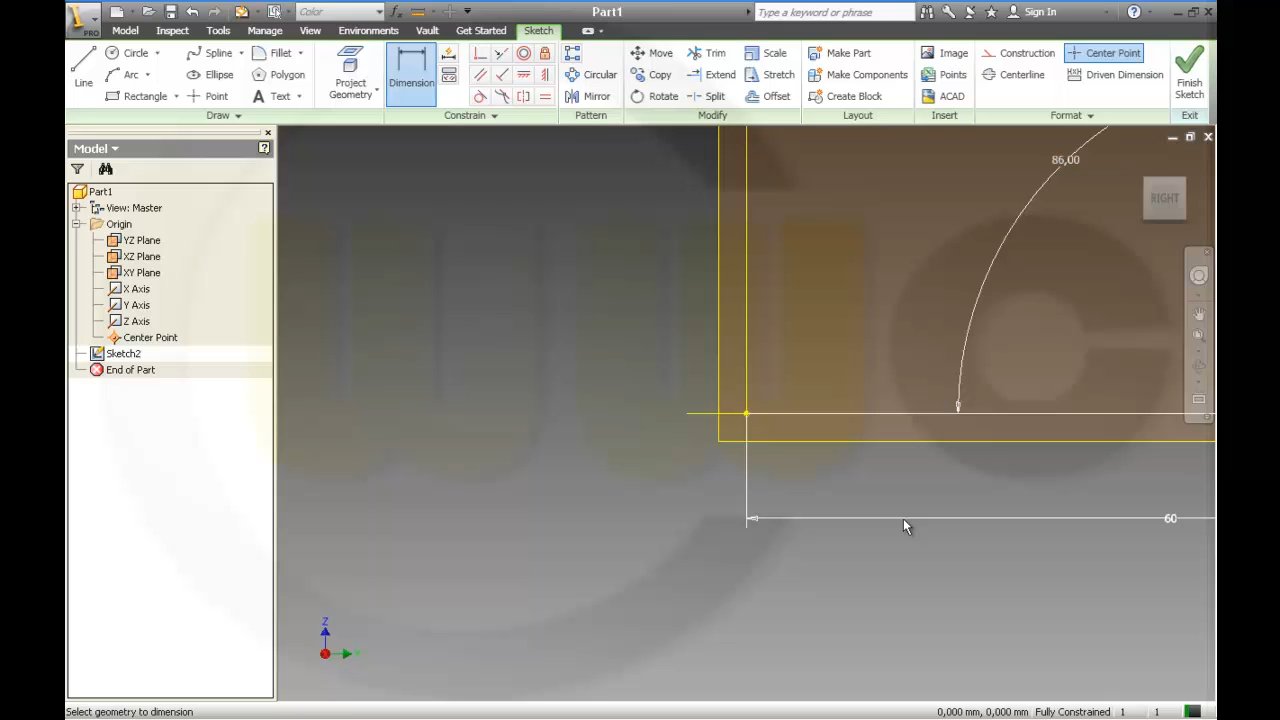 PRO
Color
Part1
Type a keyword or phrase
Sign In
Model Inspect Tools Manage View Environments Vault Get Started Sketch
Line
Circle
Arc
Rectangle
Spline
Ellipse
Point
Fillet
Polygon
Text
Draw
Project
Geometry
Dimension
Constrain
Circular
Mirror
Pattern
Move
Copy
Rotate
Trim
Extend
Split
Scale
Stretch
Offset
Modify
Make Part
Make Components
Create Block
Layout
Image
Points
ACAD
Insert
Construction
Centerline
Center Point
Driven Dimension
Format
Finish
Sketch
Exit
Model
Part1
View: Master
Origin
YZ Plane
XZ Plane
XY Plane
X Axis
Y Axis
Z Axis
Center Point
Sketch2
End of Part
86,00
RIGHT
60
Z
Select geometry to dimension
0,000 mm, 0,000 mm Fully Constrained 1 1